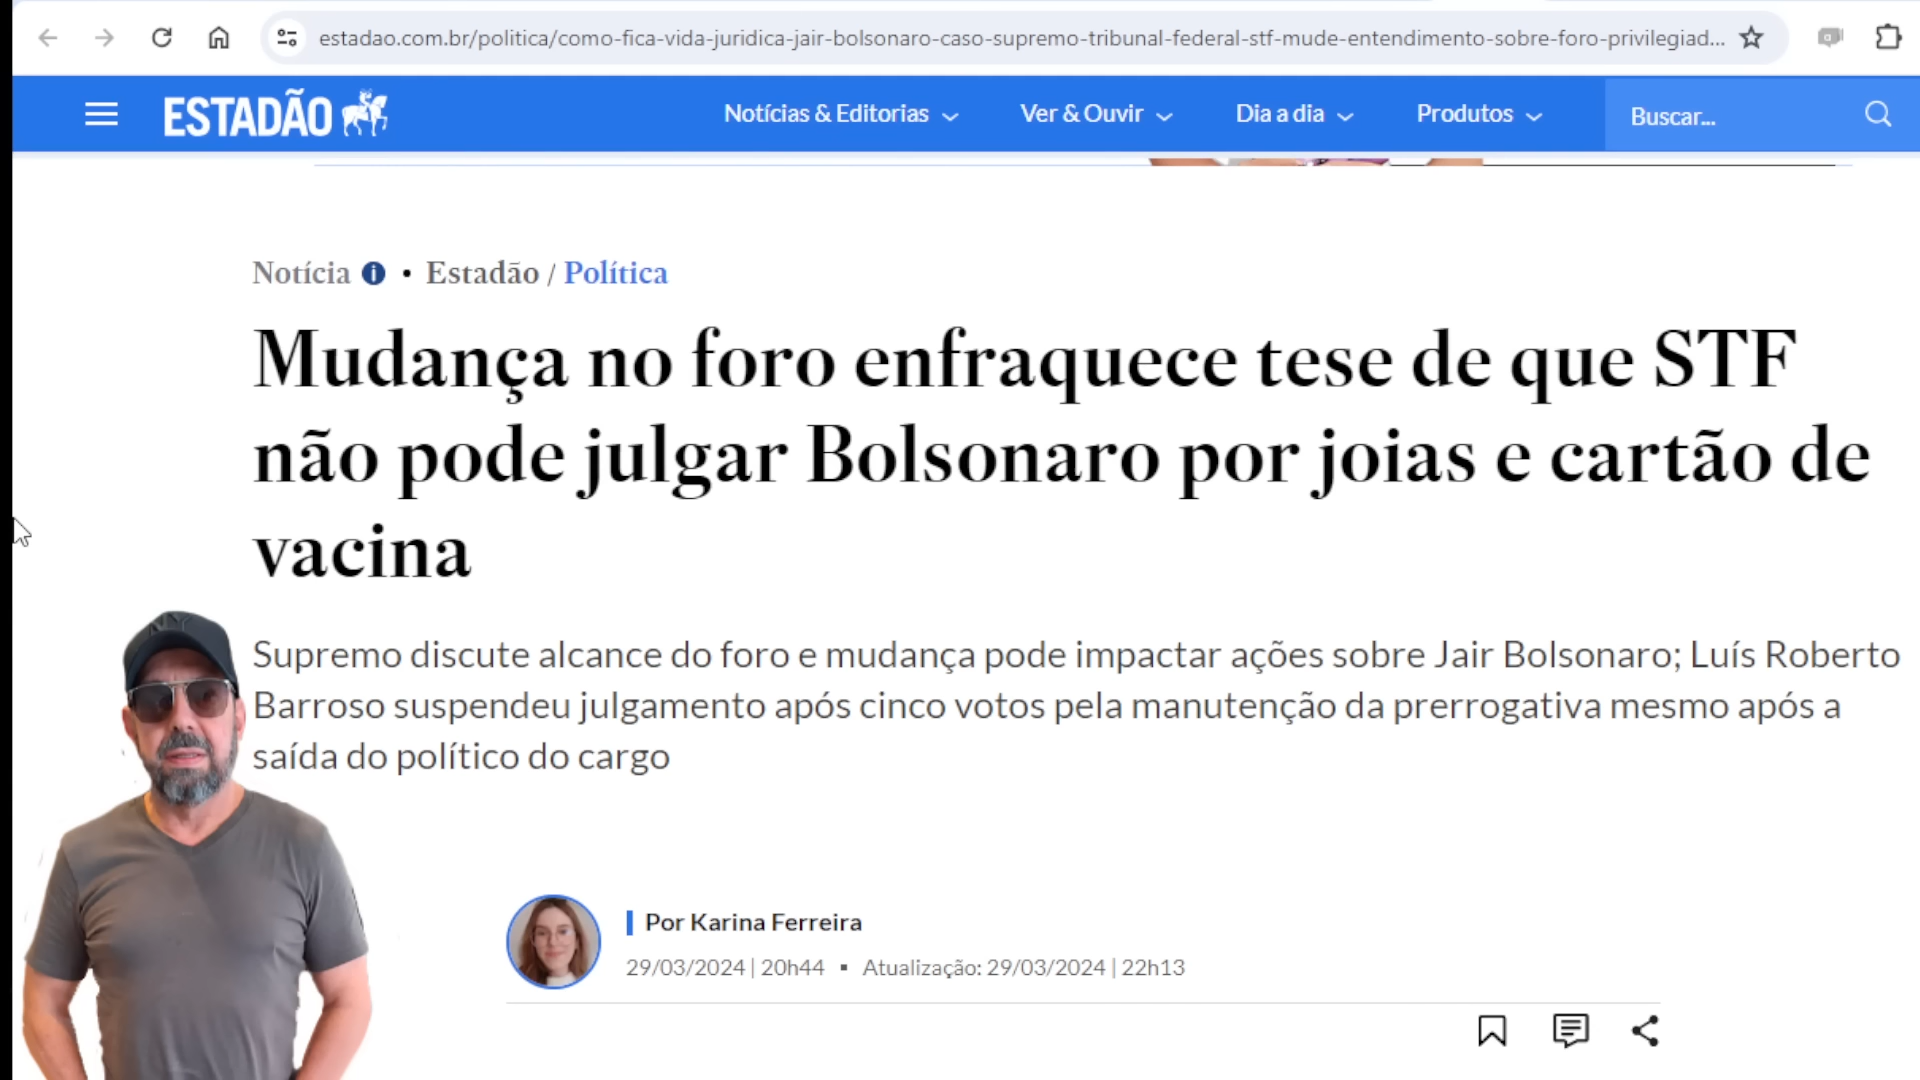 estadao.com.br/politica/como-fica-vida-juridica-jair-bolsonaro-caso-supremo-tribunal-federal-stf-mude-entendimento-sobre-foro-privilegiad...
ESTADÃO
Notícias & Editorias
Ver & Ouvir
Dia a dia
Produtos
Buscar...
Notícia i • Estadão / Política
Mudança no foro enfraquece tese de que STF
não pode julgar Bolsonaro por joias e cartão de
vacina
Supremo discute alcance do foro e mudança pode impactar ações sobre Jair Bolsonaro; Luís Roberto
Barroso suspendeu julgamento após cinco votos pela manutenção da prerrogativa mesmo após a
saída do político do cargo
Por Karina Ferreira
29/03/2024 | 20h44 ▪ Atualização: 29/03/2024 | 22h13